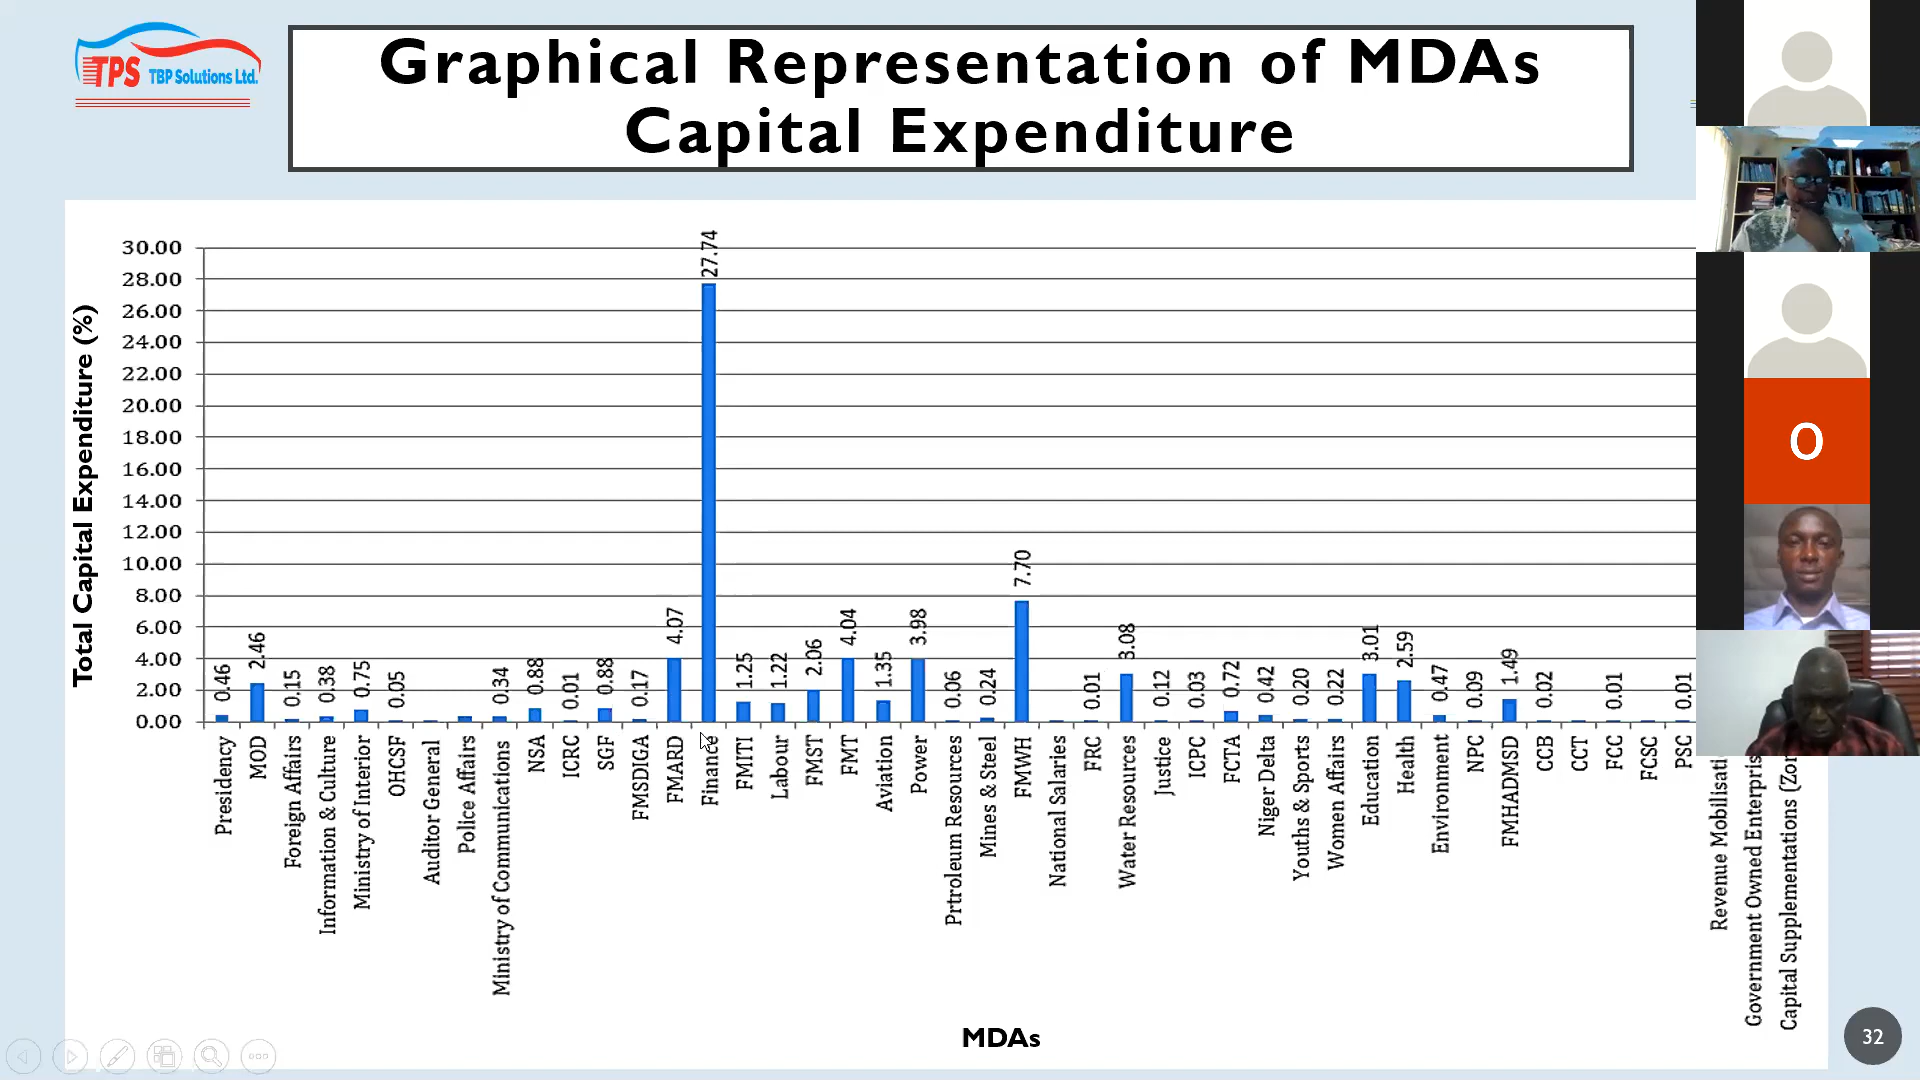 TPS TBP Solutions Ltd.
Graphical Representation of MDAs
Capital Expenditure
Total Capital Expenditure (%)
30.00
28.00
26.00
24.00
22.00
20.00
18.00
16.00
14.00
12.00
10.00
8.00
6.00
4.00
2.00
0.00
0.46
2.46
0.15
0.38
0.75
0.05
0.34
0.88
0.01
0.88
0.17
4.07
27.74
1.25
1.22
2.06
4.04
1.35
3.98
0.06
0.24
7.70
0.01
3.08
0.12
0.03
0.72
0.42
0.20
0.22
3.01
2.59
0.47
0.09
1.49
0.02
0.01
0.01
Presidency
MOD
Foreign Affairs
Information & Culture
Ministry of Interior
OHCSF
Auditor General
Police Affairs
Ministry of Communications
NSA
ICRC
SGF
FMSDIGA
FMARD
Finance
FMITI
Labour
FMST
FMT
Aviation
Power
Prtroleum Resources
Mines & Steel
FMWH
National Salaries
FRC
Water Resources
Justice
ICPC
FCTA
Niger Delta
Youths & Sports
Women Affairs
Education
Health
Environment
NPC
FMHADMSD
CCB
CCT
FCC
FCSC
PSC
Revenue Mobilisati
Government Owned Enterpris
Capital Supplementations (Zon
MDAs
O
32